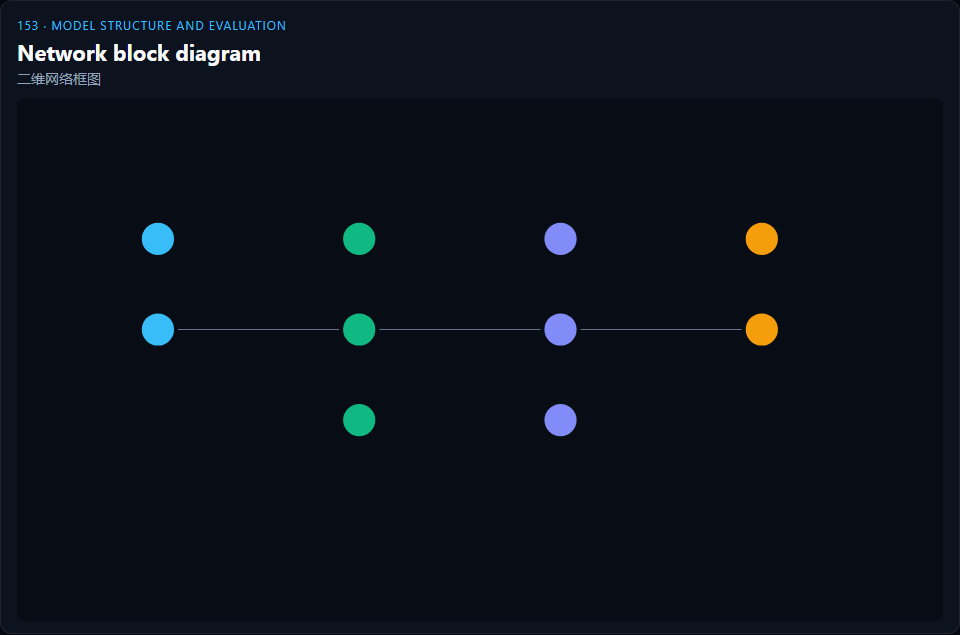 153 · MODEL STRUCTURE AND EVALUATION
Network block diagram
二维网络框图